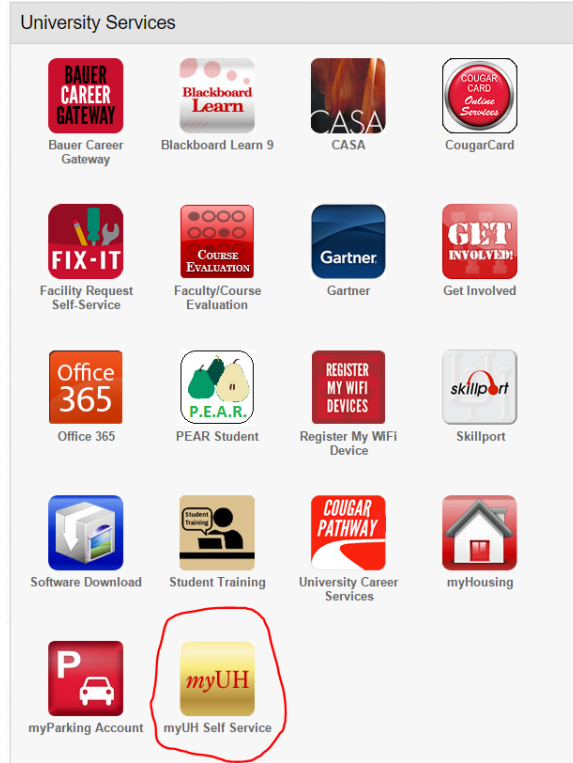 University Services
BAUER
CAREER
GATEWAY
Bauer Career
Gateway
Blackboard
Learn
Blackboard Learn 9
CASA
CASA
COUGAR
CARD
Online
Services
CougarCard
FIX-IT
Facility Request
Self-Service
COURSE
EVALUATION
Faculty/Course
Evaluation
Gartner
Gartner
GET
INVOLVED!
Get Involved
Office
365
Office 365
P.E.A.R.
PEAR Student
REGISTER
MY WIFI
DEVICES
Register My WiFi
Device
skillport
Skillport
Software Download
Student
Training
Student Training
COUGAR
PATHWAY
University Career
Services
myHousing
P
myParking Account
myUH
myUH Self Service